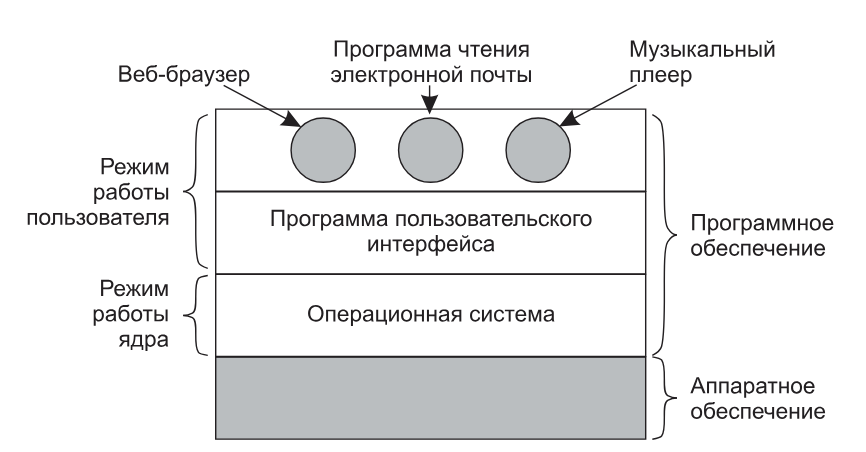 Веб-браузер
Программа чтения
электронной почты
Музыкальный
плеер
Режим
работы
пользователя
Программа пользовательского
интерфейса
Программное
обеспечение
Режим
работы
ядра
Операционная система
Аппаратное
обеспечение